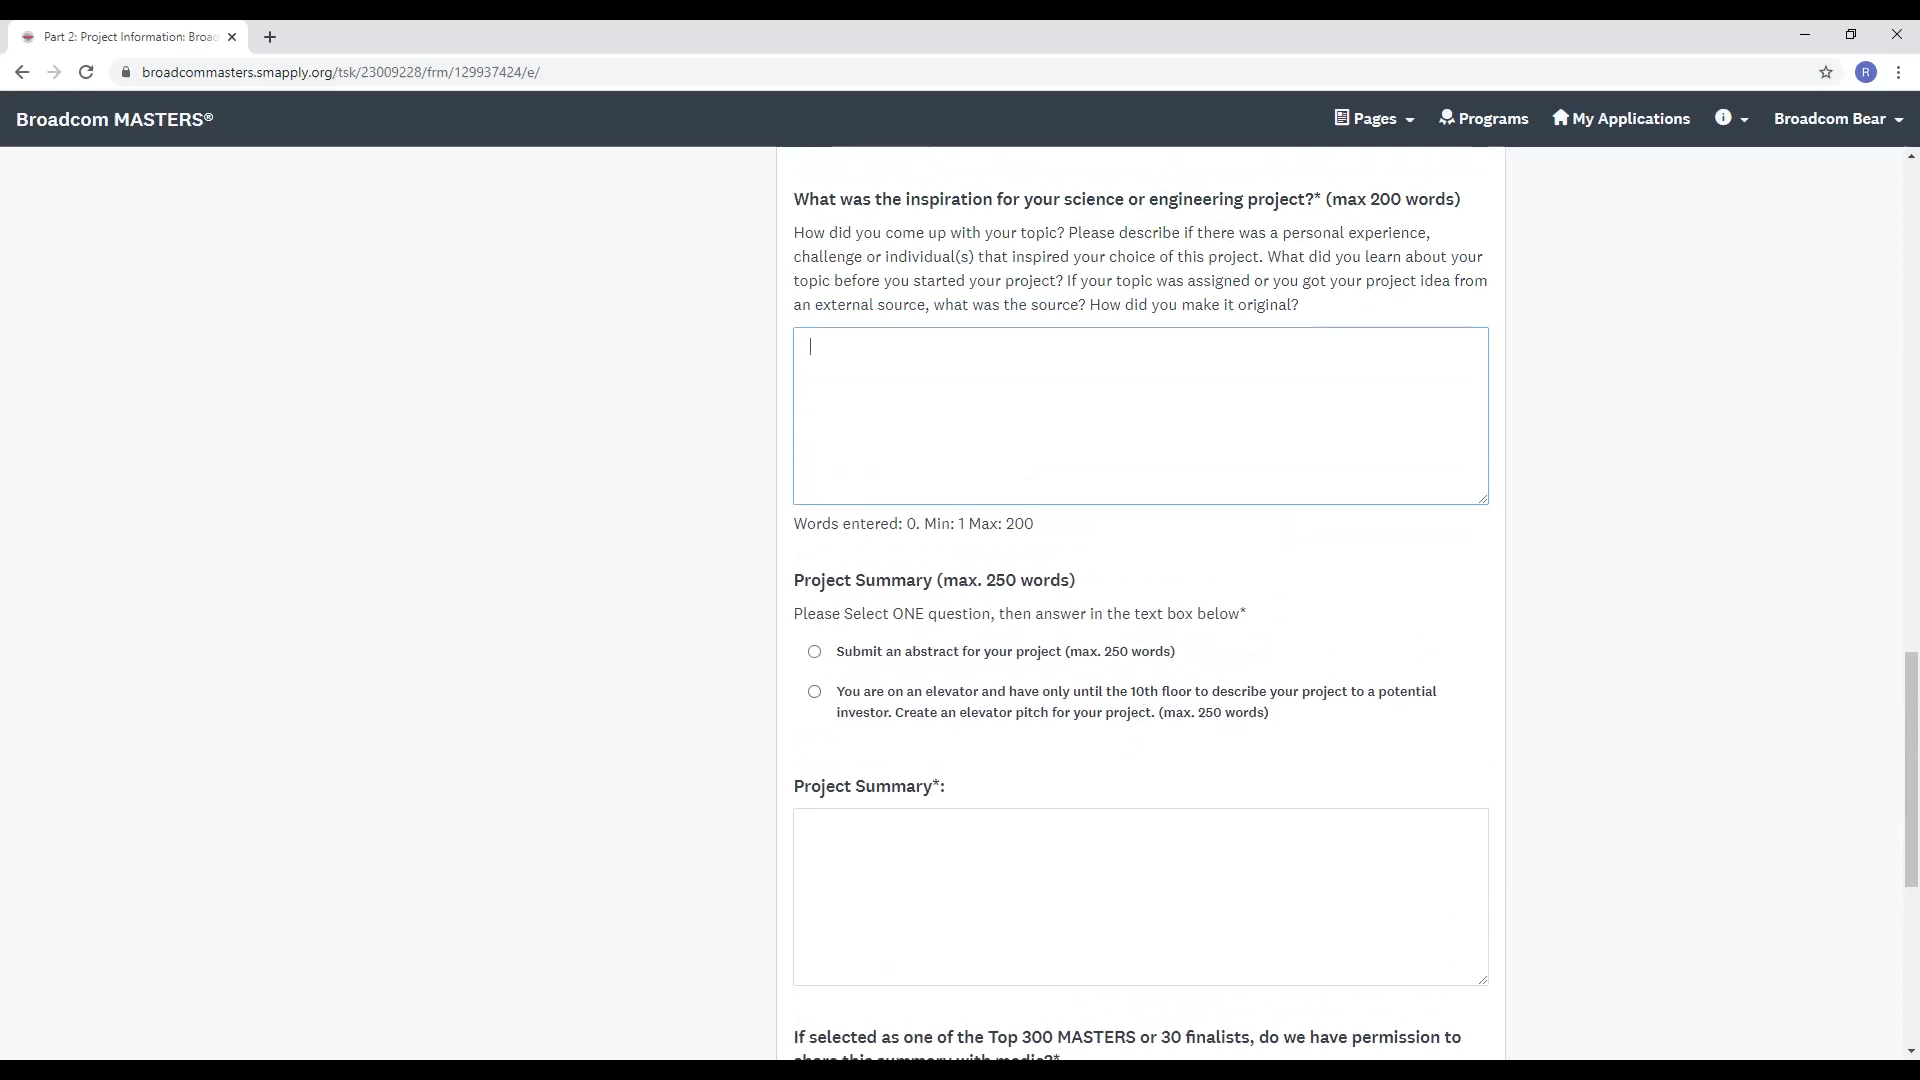 Part 2: Project Information: Broa
broadcommasters.smapply.org/tsk/23009228/frm/129937424/e/
R
Broadcom MASTERS®
Pages
Programs
My Applications
Broadcom Bear
What was the inspiration for your science or engineering project?* (max 200 words)
How did you come up with your topic? Please describe if there was a personal experience,
challenge or individual(s) that inspired your choice of this project. What did you learn about your
topic before you started your project? If your topic was assigned or you got your project idea from
an external source, what was the source? How did you make it original?
Words entered: 0. Min: 1 Max: 200
Project Summary (max. 250 words)
Please Select ONE question, then answer in the text box below*
Submit an abstract for your project (max. 250 words)
You are on an elevator and have only until the 10th floor to describe your project to a potential
investor. Create an elevator pitch for your project. (max. 250 words)
Project Summary*:
If selected as one of the Top 300 MASTERS or 30 finalists, do we have permission to
share this summary with media?*